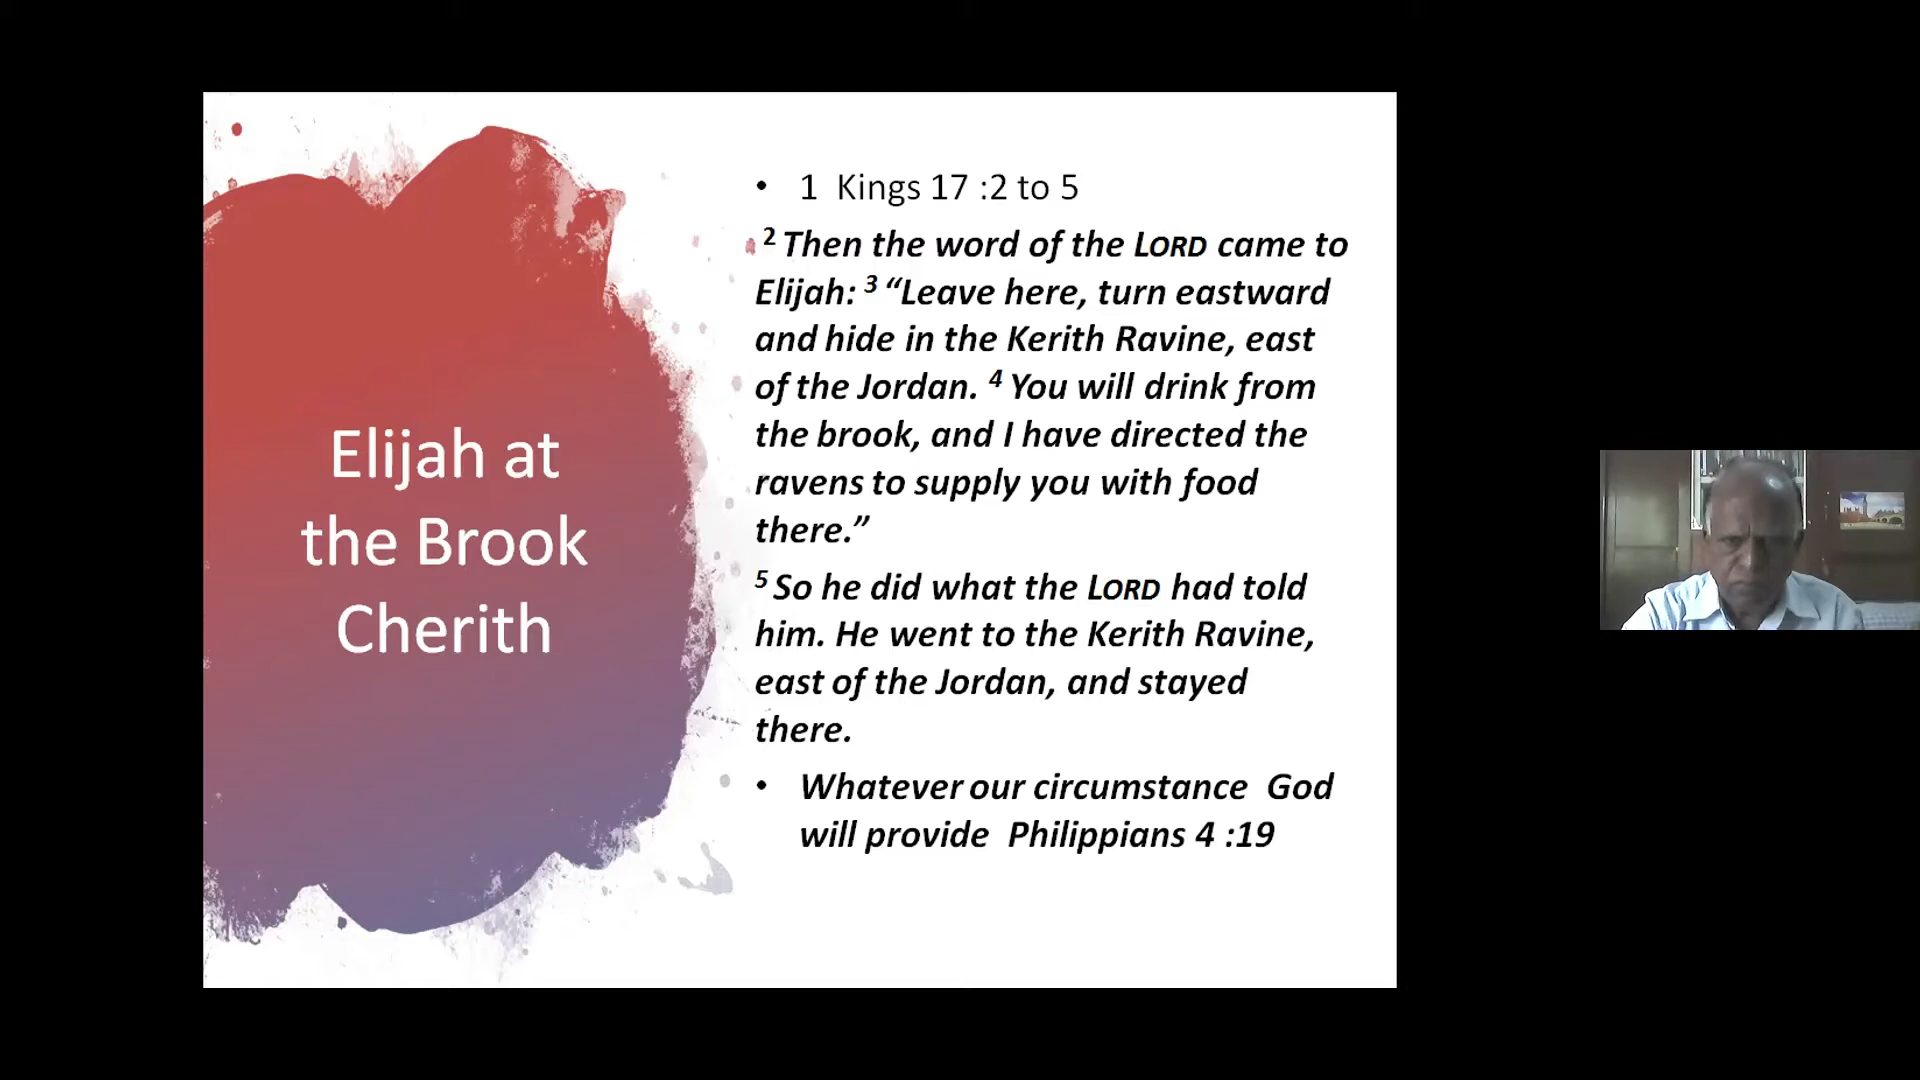 Elijah at
the Brook
Cherith
• 1 Kings 17 :2 to 5
2 Then the word of the LORD came to
Elijah: 3 “Leave here, turn eastward
and hide in the Kerith Ravine, east
of the Jordan. 4 You will drink from
the brook, and I have directed the
ravens to supply you with food
there.”
5 So he did what the LORD had told
him. He went to the Kerith Ravine,
east of the Jordan, and stayed
there.
• Whatever our circumstance God
will provide Philippians 4 :19